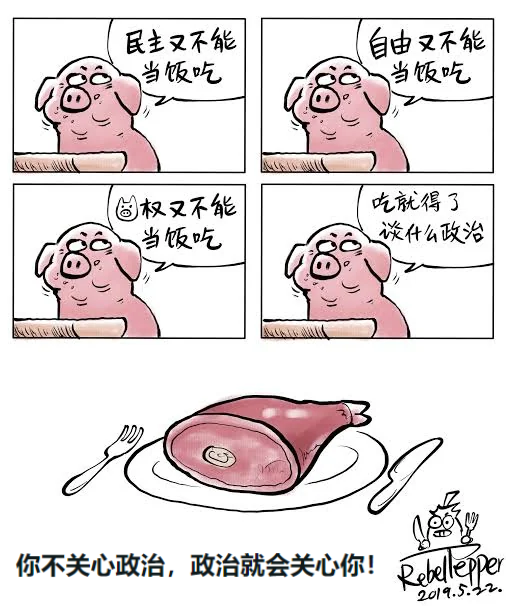 民主又不能
当饭吃
自由又不能
当饭吃
权又不能
当饭吃
吃就得了
谈什么政治
你不关心政治，政治就会关心你！
Rebellepper
2019.5.22.